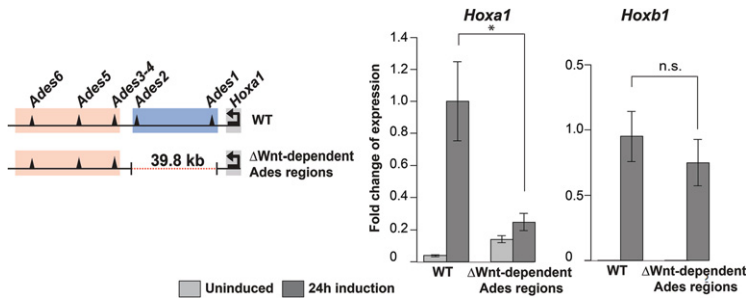 Ades6
Ades5
Ades3-4
Ades2
Ades1
Hoxa1
WT
39.8 kb
ΔWnt-dependent
Ades regions
Uninduced
24h induction
Hoxa1
Fold change of expression
1.4
1.2
1.0
0.8
0.6
0.4
0.2
0
*
WT
ΔWnt-dependent
Ades regions
Hoxb1
0.5
1.0
0.5
0
n.s.
WT
ΔWnt-dependent
Ades regions